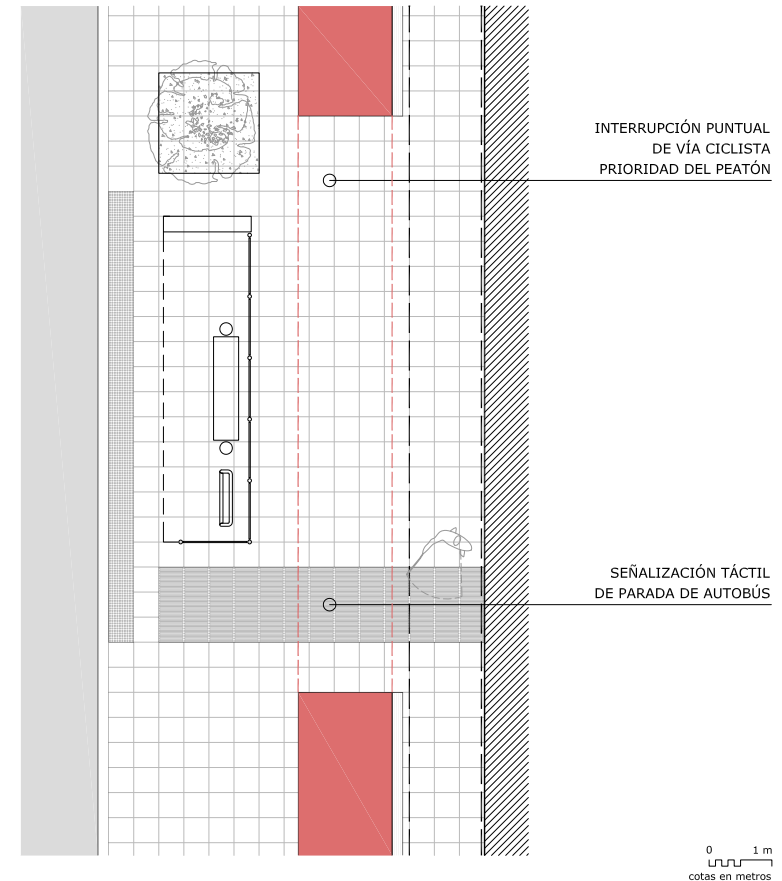 INTERRUPCIÓN PUNTUAL
DE VÍA CICLISTA
PRIORIDAD DEL PEATÓN
SEÑALIZACIÓN TÁCTIL
DE PARADA DE AUTOBÚS
0 1 m
cotas en metros